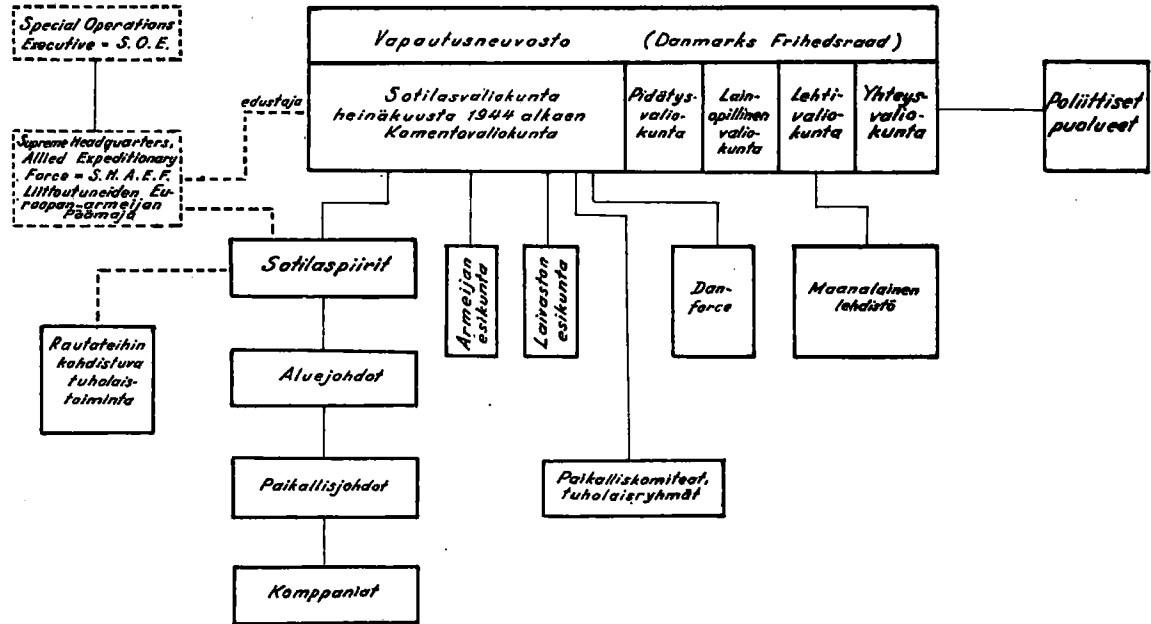 Special Operations
Executive = S.O.E.
Vapautusneuvosto (Danmarks Frihedsraad)
edustaja
Sotilasvaliokunta
heinäkuusta 1944 alkaen
Komentovaliokunta
Pidätys-
valio-
kunta
Lain-
opillinen
valio-
kunta
Lehti-
valio-
kunta
Yhteys-
valio-
kunta
Poliittiset
puolueet
Supreme Headquarters,
Allied Expeditionary
Force = S.H.A.E.F.
Liittoutuneiden Eu-
roopan-armeijan
Päämaja
Sotilaspiirit
Armeijan
esikunta
Laivaston
esikunta
Dan-
force
Maanalainen
lehdistö
Rautateihin
kohdistuva
tuholais-
toiminta
Aluejohdot
Paikallisjohdot
Paikalliskomiteat,
tuholaisryhmät
Komppaniat